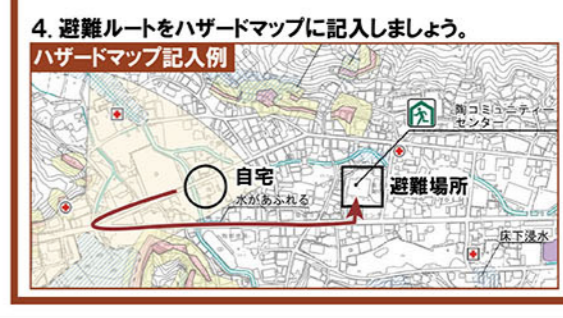 4. 避難ルートをハザードマップに記入しましょう。
ハザードマップ記入例
陶コミュニティー
センター
自宅
水があふれる
避難場所
床下浸水